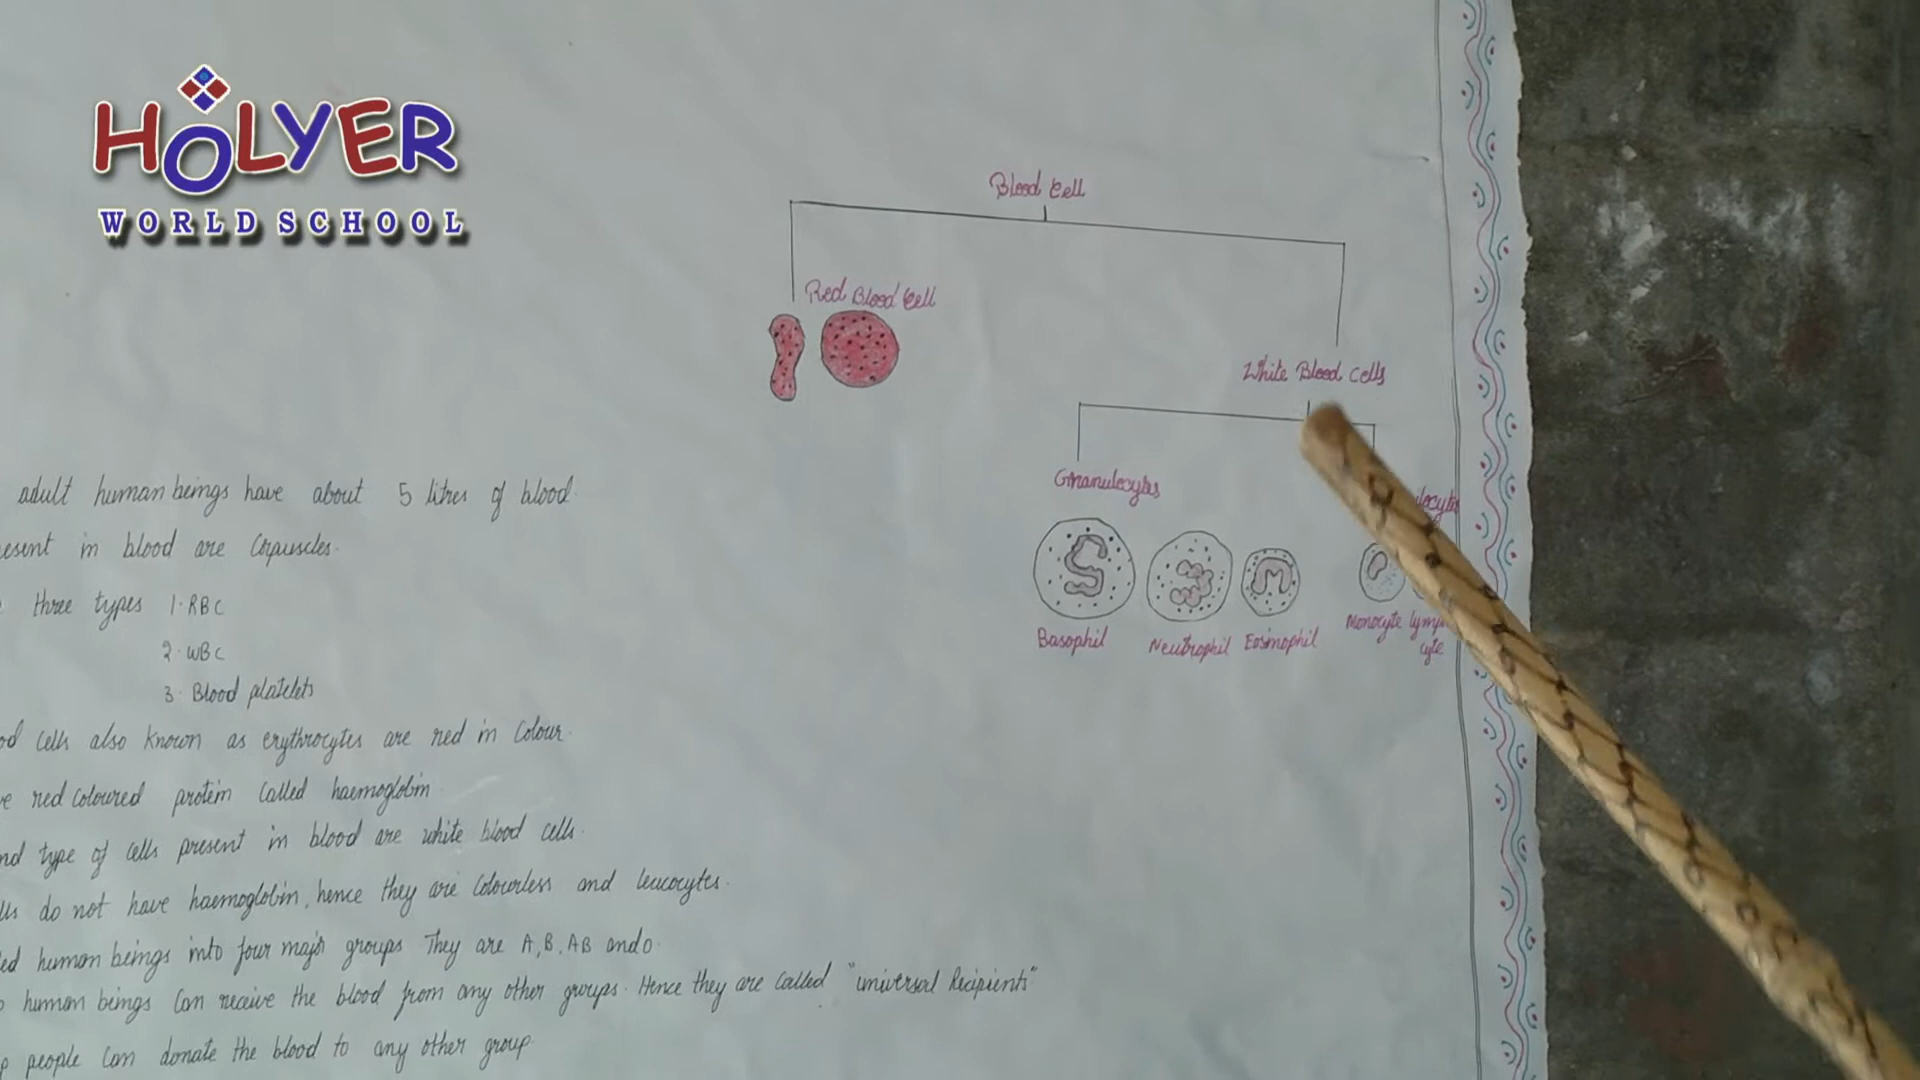 HOLYER
WORLD SCHOOL
Blood Cell
Red Blood Cell
White Blood Cells
Granulocytes
Basophil
Neutrophil
Eosinophil
Monocyte
adult human beings have about 5 litres of blood.
in blood are Corpuscles.
three types 1. RBC
2. WBC
3. Blood platelets
cells also known as erythrocytes are red in colour.
red coloured protein called haemoglobin
type of cells present in blood are white blood cells.
do not have haemoglobin, hence they are colourless and leucocytes.
human beings into four major groups They are A, B, AB and O.
human beings can receive the blood from any other groups. Hence they are called "universal Recipients"
people can donate the blood to any other group